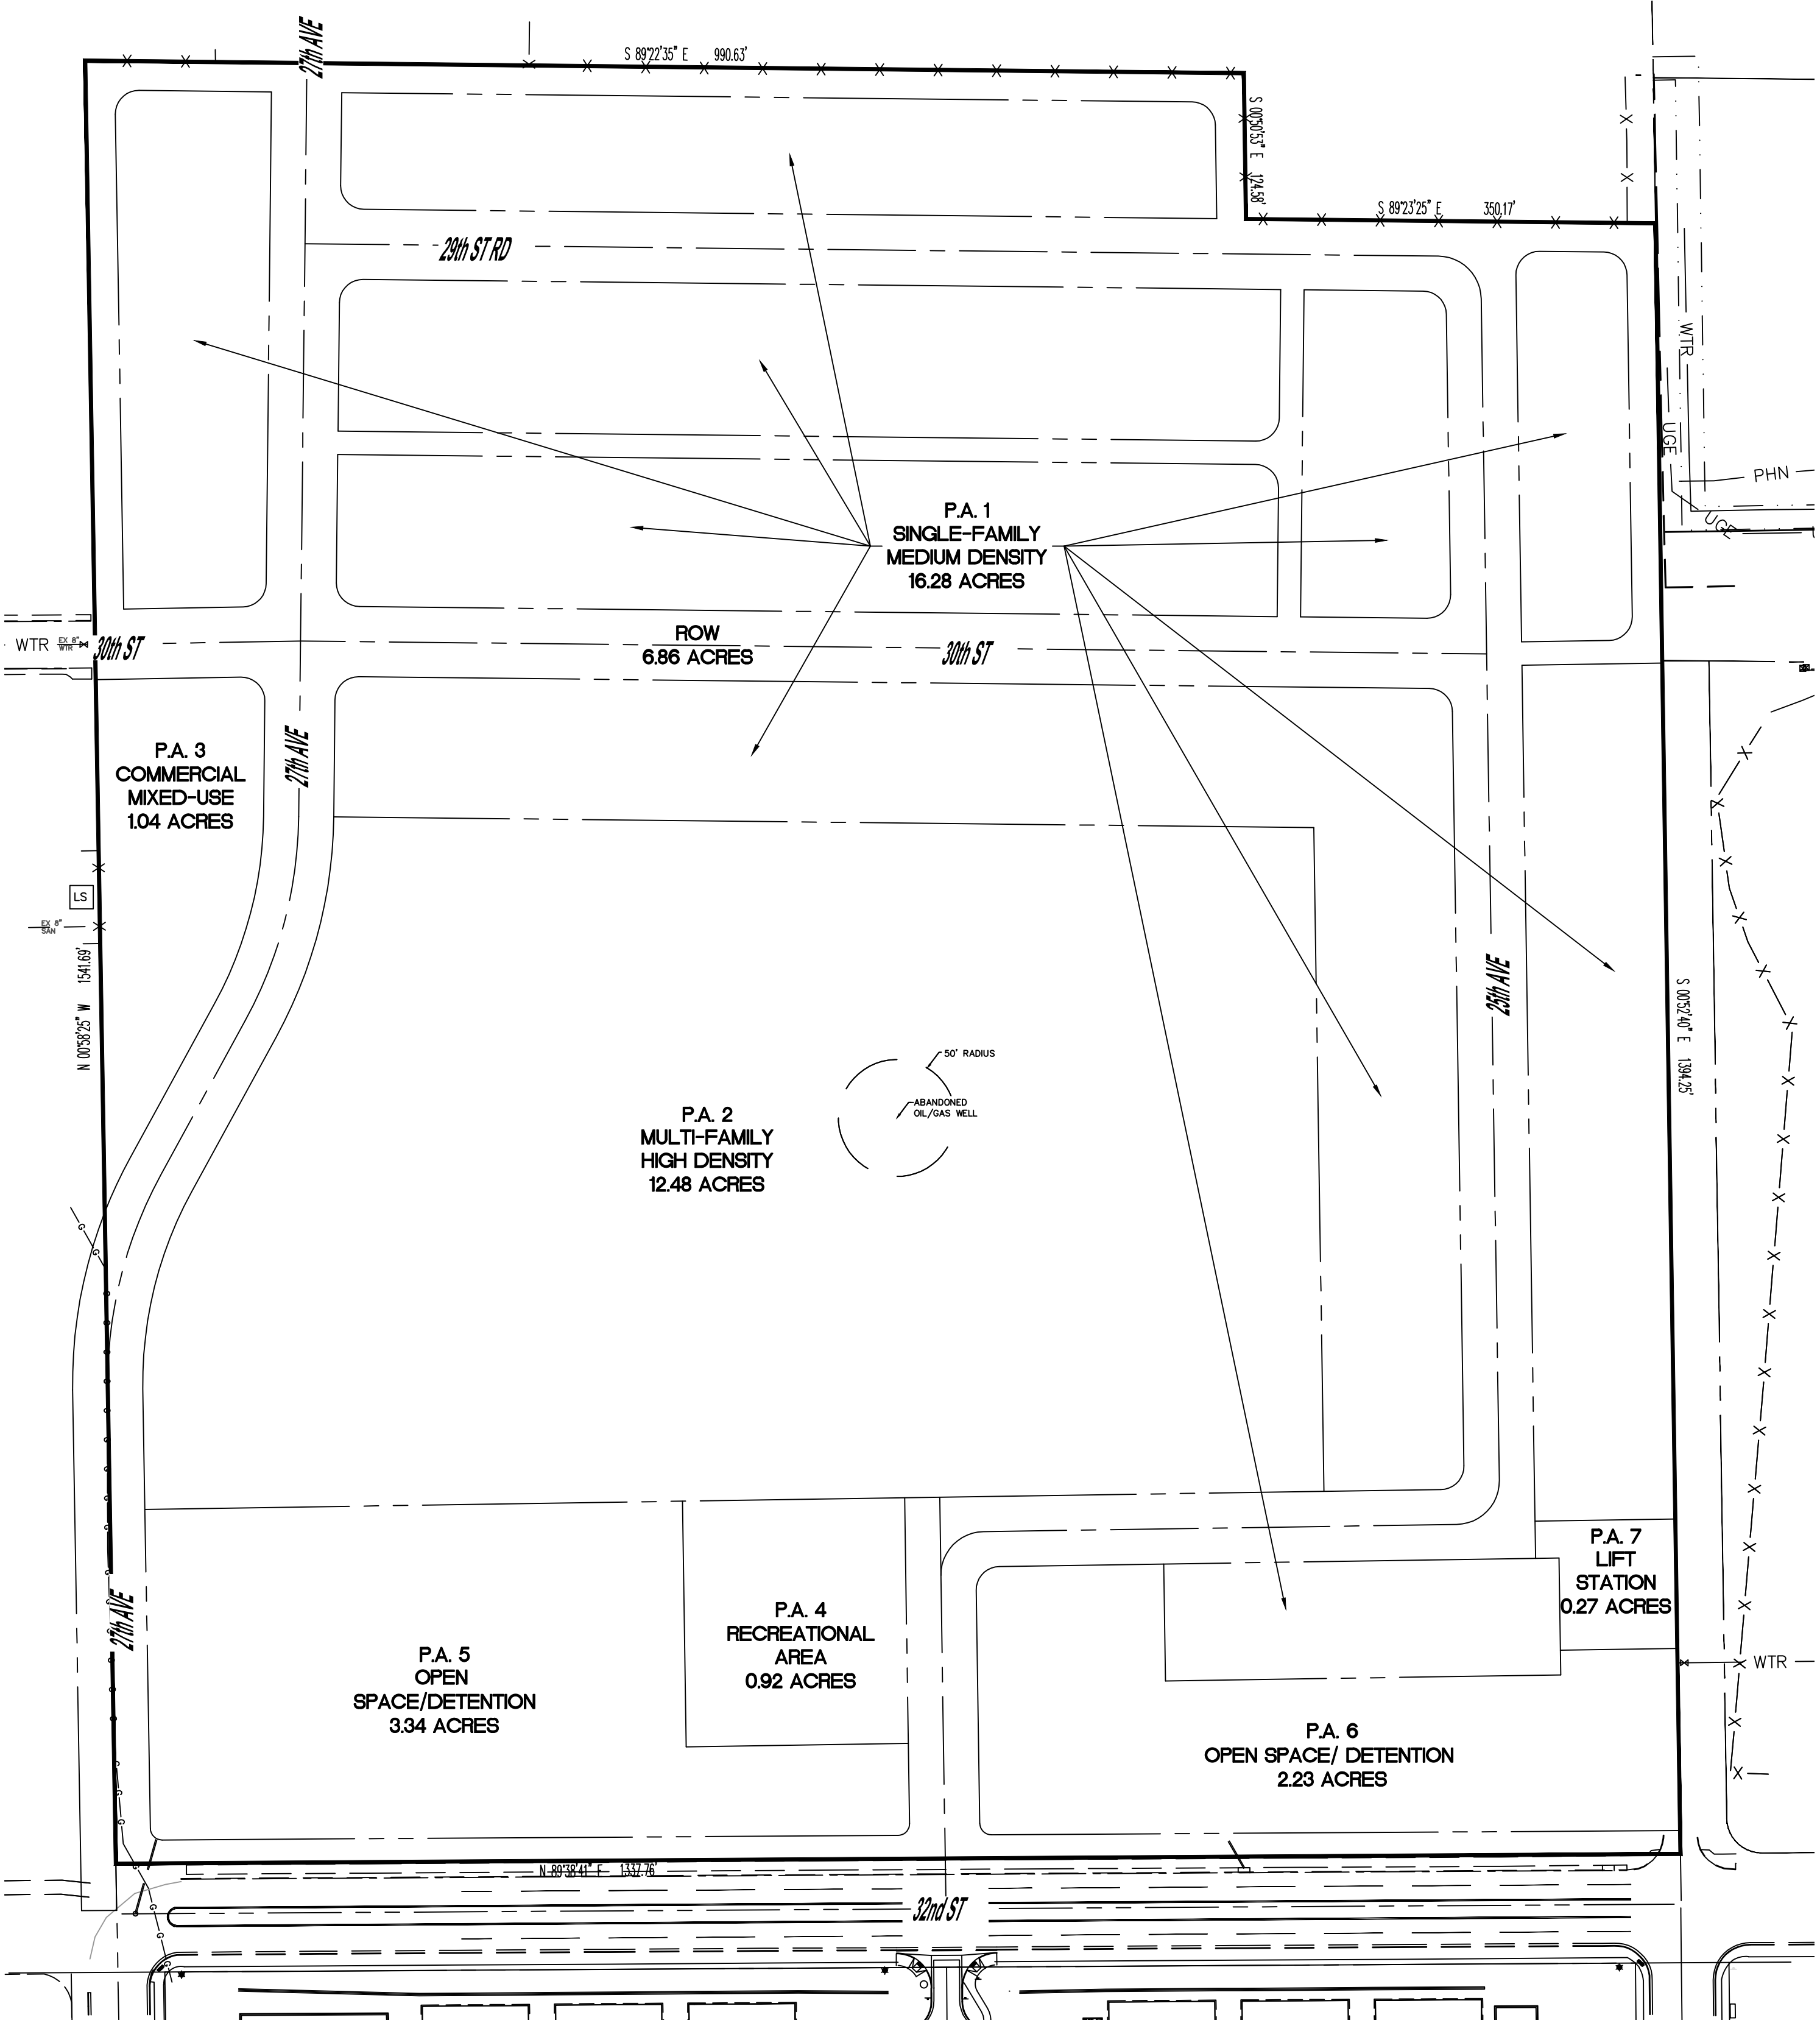 27th AVE
S 89°22'35" E 990.63'
S 00°50'53" E 124.58'
S 89°23'25" E 350.17'
29th ST RD
WTR
UGE
PHN
UGE
P.A. 1
SINGLE-FAMILY
MEDIUM DENSITY
16.28 ACRES
WTR
EX 8"
WTR
30th ST
ROW
6.86 ACRES
30th ST
P.A. 3
COMMERCIAL
MIXED-USE
1.04 ACRES
27th AVE
LS
EX 8"
SAN
N 00°58'25" W 1541.69'
25th AVE
S 00°52'40" E 1394.25'
50' RADIUS
ABANDONED
OIL/GAS WELL
P.A. 2
MULTI-FAMILY
HIGH DENSITY
12.48 ACRES
P.A. 7
LIFT
STATION
0.27 ACRES
27th AVE
P.A. 4
RECREATIONAL
AREA
0.92 ACRES
P.A. 5
OPEN
SPACE/DETENTION
3.34 ACRES
WTR
P.A. 6
OPEN SPACE/ DETENTION
2.23 ACRES
N 89°38'41" E 1337.76'
32nd ST